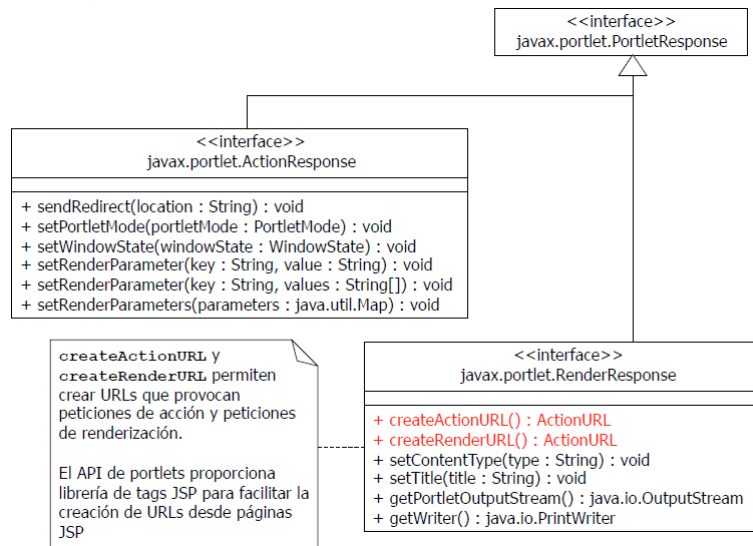 <<interface>>
javax.portlet.PortletResponse
<<interface>>
javax.portlet.ActionResponse
+ sendRedirect(location : String) : void
+ setPortletMode(portletMode : PortletMode) : void
+ setWindowState(windowState : WindowState) : void
+ setRenderParameter(key : String, value : String) : void
+ setRenderParameter(key : String, values : String[]) : void
+ setRenderParameters(parameters : java.util.Map) : void
createActionURL y
createRenderURL permiten
crear URLs que provocan
peticiones de acción y peticiones
de renderización.
El API de portlets proporciona
librería de tags JSP para facilitar la
creación de URLs desde páginas
JSP
<<interface>>
javax.portlet.RenderResponse
+ createActionURL() : ActionURL
+ createRenderURL() : ActionURL
+ setContentType(type : String) : void
+ setTitle(title : String) : void
+ getPortletOutputStream() : java.io.OutputStream
+ getWriter() : java.io.PrintWriter